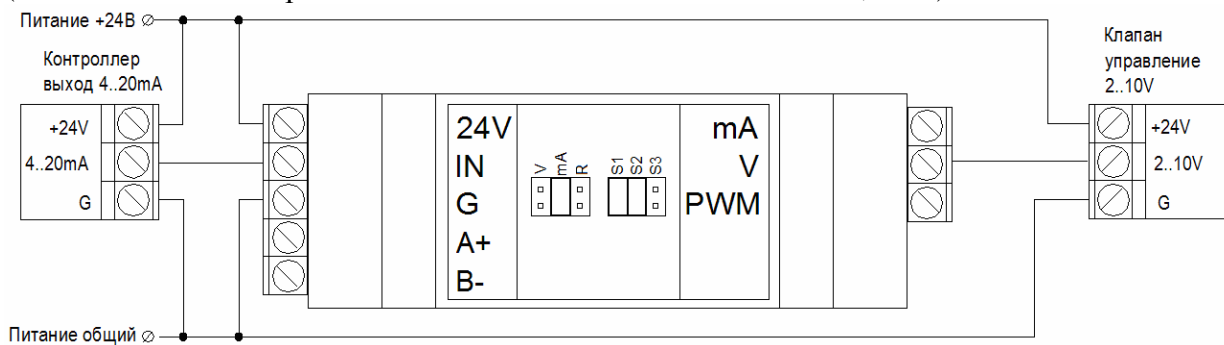 Питание +24В
Контроллер
выход 4..20mA
+24V
4..20mA
G
24V
IN
G
A+
B-
V
mA
R
S1
S2
S3
mA
V
PWM
Клапан
управление
2..10V
+24V
2..10V
G
Питание общий